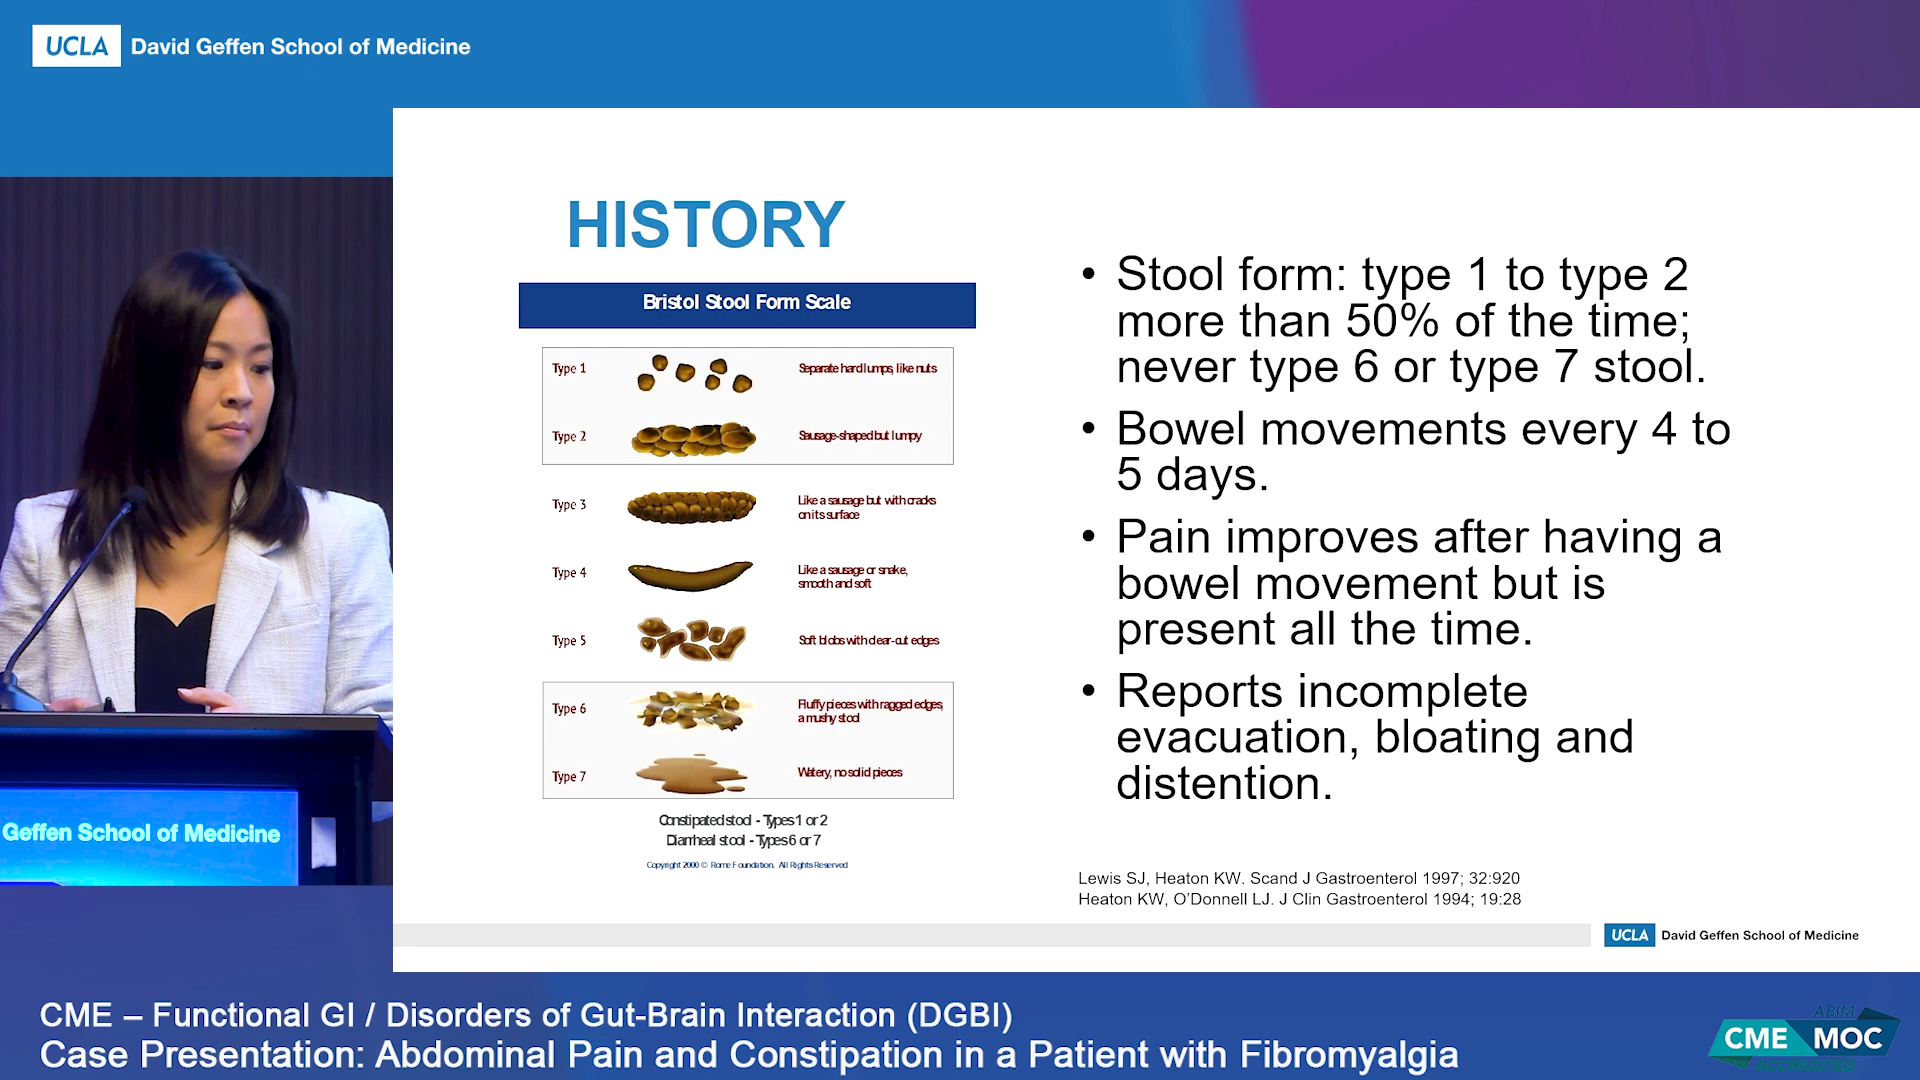 UCLA David Geffen School of Medicine
HISTORY
Bristol Stool Form Scale
Type 1 Separate hard lumps, like nuts
Type 2 Sausage-shaped but lumpy
Type 3 Like a sausage but with cracks
on its surface
Type 4 Like a sausage or snake,
smooth and soft
Type 5 Soft blobs with clear-cut edges
Type 6 Fluffy pieces with ragged edges,
a mushy stool
Type 7 Watery, no solid pieces
Constipated stool - Types 1 or 2
Diarrheal stool - Types 6 or 7
Copyright 2000 © Rome Foundation. All Rights Reserved
• Stool form: type 1 to type 2
more than 50% of the time;
never type 6 or type 7 stool.
• Bowel movements every 4 to
5 days.
• Pain improves after having a
bowel movement but is
present all the time.
• Reports incomplete
evacuation, bloating and
distention.
Lewis SJ, Heaton KW. Scand J Gastroenterol 1997; 32:920
Heaton KW, O’Donnell LJ. J Clin Gastroenterol 1994; 19:28
UCLA David Geffen School of Medicine
Geffen School of Medicine
CME – Functional GI / Disorders of Gut-Brain Interaction (DGBI)
Case Presentation: Abdominal Pain and Constipation in a Patient with Fibromyalgia
ABIM
CME MOC
ACCREDITED